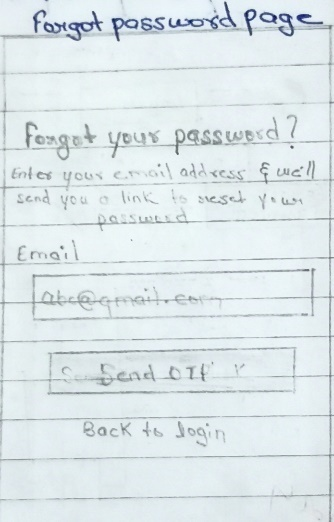 Forgot password page
Forgot your password?
Enter your email address & we'll
send you a link to reset your
password
Email
abc@gmail.com
Send OTP
Back to login